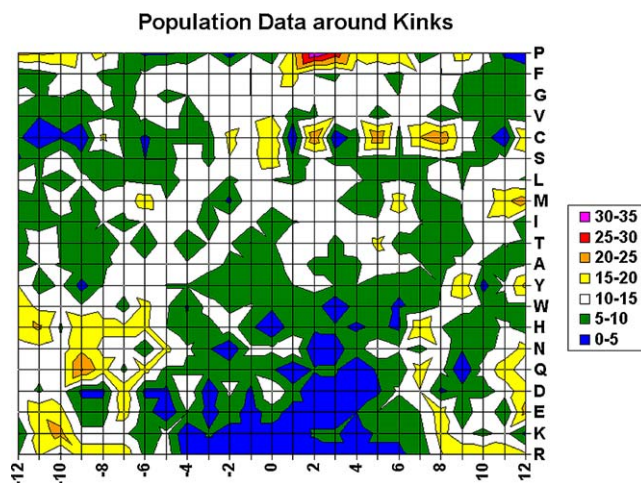 Population Data around Kinks
P
F
G
V
C
S
L
M
I
T
A
Y
W
H
N
Q
D
E
K
R
30-35
25-30
20-25
15-20
10-15
5-10
0-5
-12
-10
-8
-6
-4
-2
0
2
4
6
8
10
12